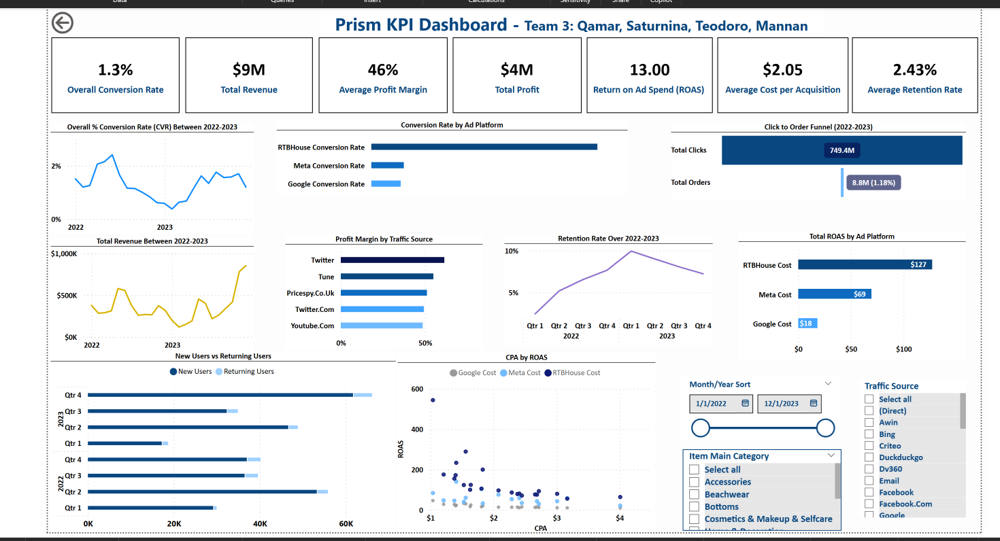 Data Queries Insert Calculations Sensitivity Share Copilot
Prism KPI Dashboard - Team 3: Qamar, Saturnina, Teodoro, Mannan
1.3%
Overall Conversion Rate
$9M
Total Revenue
46%
Average Profit Margin
$4M
Total Profit
13.00
Return on Ad Spend (ROAS)
$2.05
Average Cost per Acquisition
2.43%
Average Retention Rate
Overall % Conversion Rate (CVR) Between 2022-2023
2%
0%
2022 2023
Conversion Rate by Ad Platform
RTBHouse Conversion Rate
Meta Conversion Rate
Google Conversion Rate
Click to Order Funnel (2022-2023)
Total Clicks 749.4M
Total Orders 8.8M (1.18%)
Total Revenue Between 2022-2023
$1,000K
$500K
$0K
2022 2023
Profit Margin by Traffic Source
Twitter
Tune
Pricespy.Co.Uk
Twitter.Com
Youtube.Com
0% 50%
Retention Rate Over 2022-2023
10%
5%
Qtr 1 Qtr 2 Qtr 3 Qtr 4 Qtr 1 Qtr 2 Qtr 3 Qtr 4
2022 2023
Total ROAS by Ad Platform
RTBHouse Cost $127
Meta Cost $69
Google Cost $18
$0 $50 $100
New Users vs Returning Users
New Users Returning Users
2023
Qtr 4
Qtr 3
Qtr 2
Qtr 1
2022
Qtr 4
Qtr 3
Qtr 2
Qtr 1
0K 20K 40K 60K
CPA by ROAS
Google Cost Meta Cost RTBHouse Cost
ROAS
600
400
200
0
$1 $2 $3 $4
CPA
Month/Year Sort
1/1/2022 12/1/2023
Item Main Category
Select all
Accessories
Beachwear
Bottoms
Cosmetics & Makeup & Selfcare
Home & Decoration
Traffic Source
Select all
(Direct)
Awin
Bing
Criteo
Duckduckgo
Dv360
Email
Facebook
Facebook.Com
Google